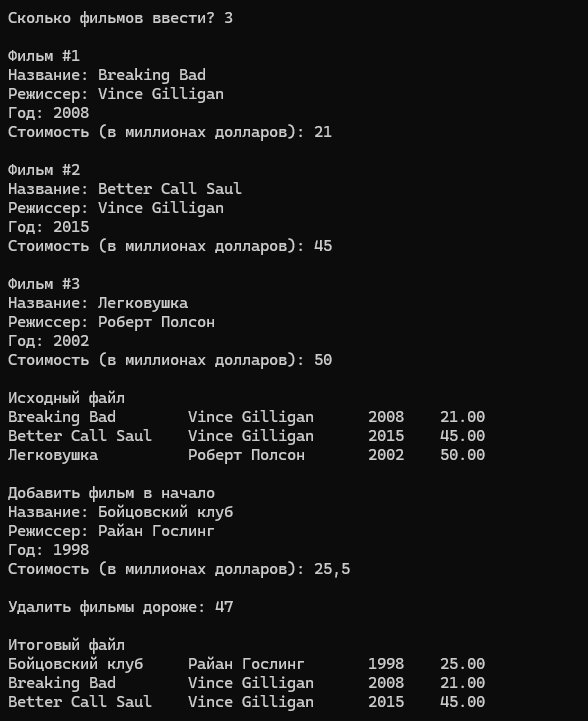 Сколько фильмов ввести? 3
Фильм #1
Название: Breaking Bad
Режиссер: Vince Gilligan
Год: 2008
Стоимость (в миллионах долларов): 21
Фильм #2
Название: Better Call Saul
Режиссер: Vince Gilligan
Год: 2015
Стоимость (в миллионах долларов): 45
Фильм #3
Название: Легковушка
Режиссер: Роберт Полсон
Год: 2002
Стоимость (в миллионах долларов): 50
Исходный файл
Breaking Bad Vince Gilligan 2008 21.00
Better Call Saul Vince Gilligan 2015 45.00
Легковушка Роберт Полсон 2002 50.00
Добавить фильм в начало
Название: Бойцовский клуб
Режиссер: Райан Гослинг
Год: 1998
Стоимость (в миллионах долларов): 25,5
Удалить фильмы дороже: 47
Итоговый файл
Бойцовский клуб Райан Гослинг 1998 25.00
Breaking Bad Vince Gilligan 2008 21.00
Better Call Saul Vince Gilligan 2015 45.00